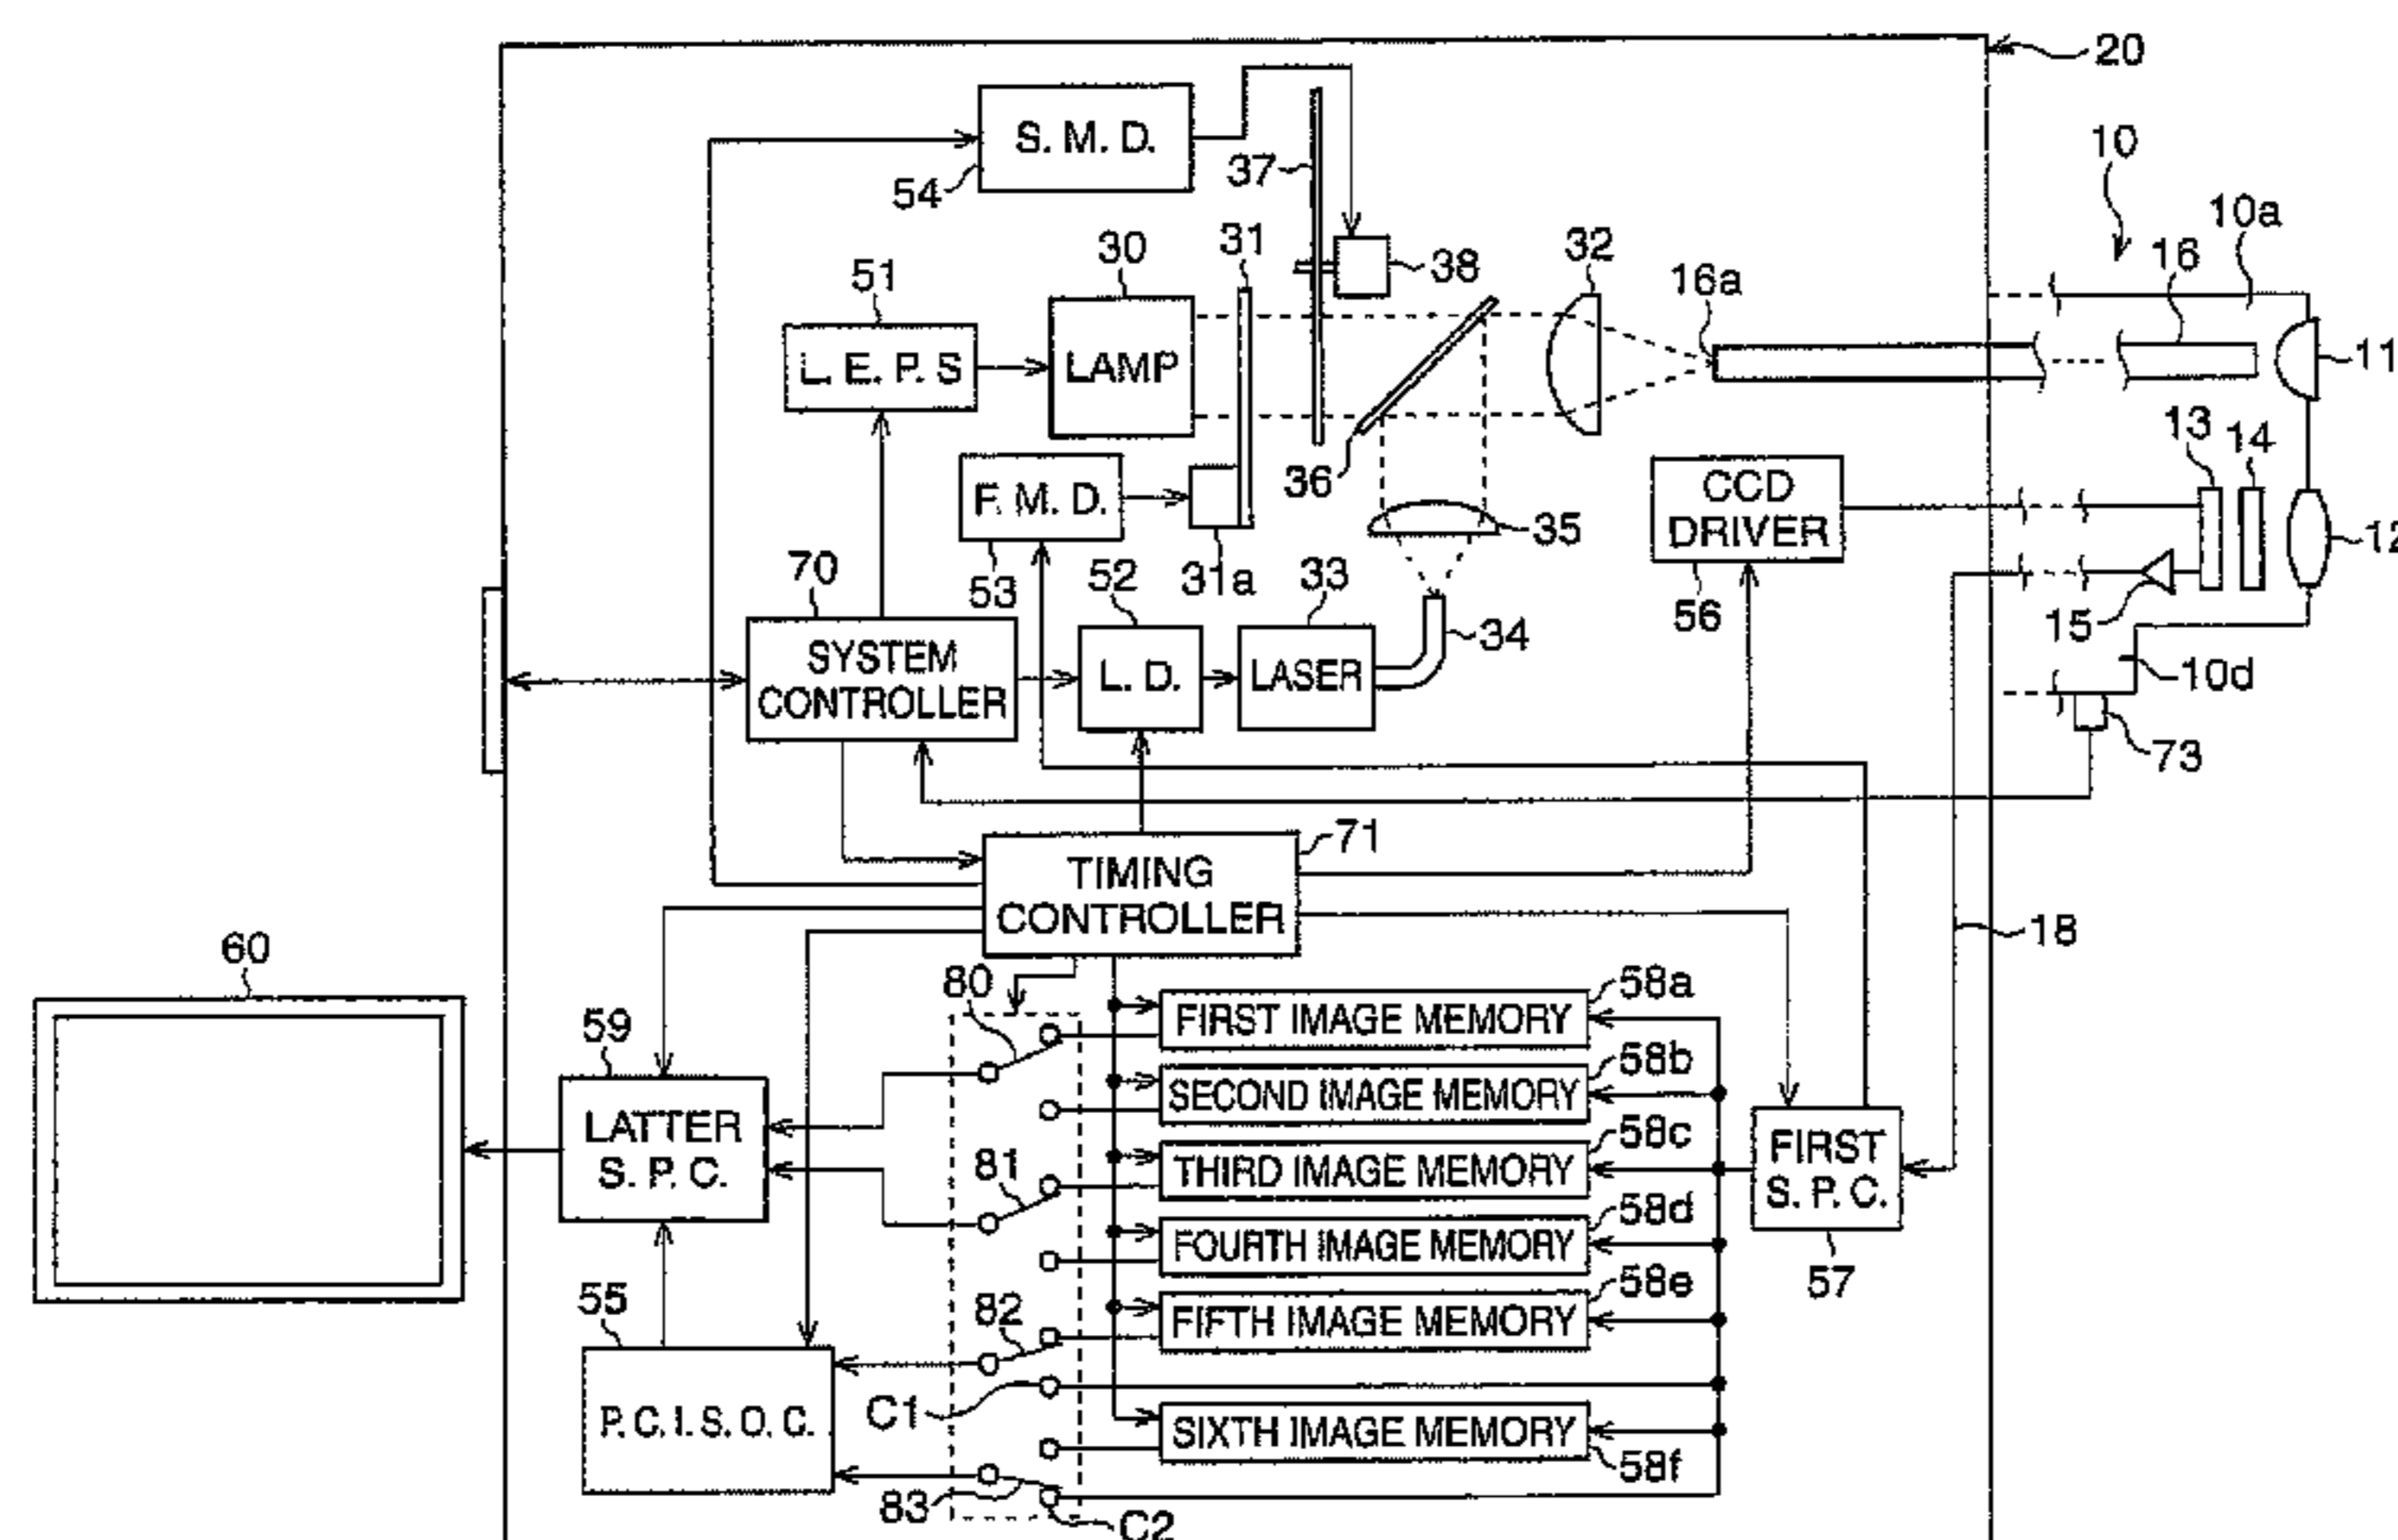 20
S. M. D.
54
37
10
10a
31
30
38
32
16
16a
51
L. E. P. S
LAMP
11
13
14
36
F. M. D.
CCD
DRIVER
35
53
31a
70
52
33
56
15
34
SYSTEM
CONTROLLER
L. D.
LASER
10d
73
71
TIMING
CONTROLLER
18
60
80
58a
FIRST IMAGE MEMORY
59
58b
SECOND IMAGE MEMORY
LATTER
S. P. C.
81
58c
THIRD IMAGE MEMORY
FIRST
S. P. C.
58d
FOURTH IMAGE MEMORY
57
55
82
58e
FIFTH IMAGE MEMORY
P. C. I. S. O. C.
C1
SIXTH IMAGE MEMORY
58f
83
C2